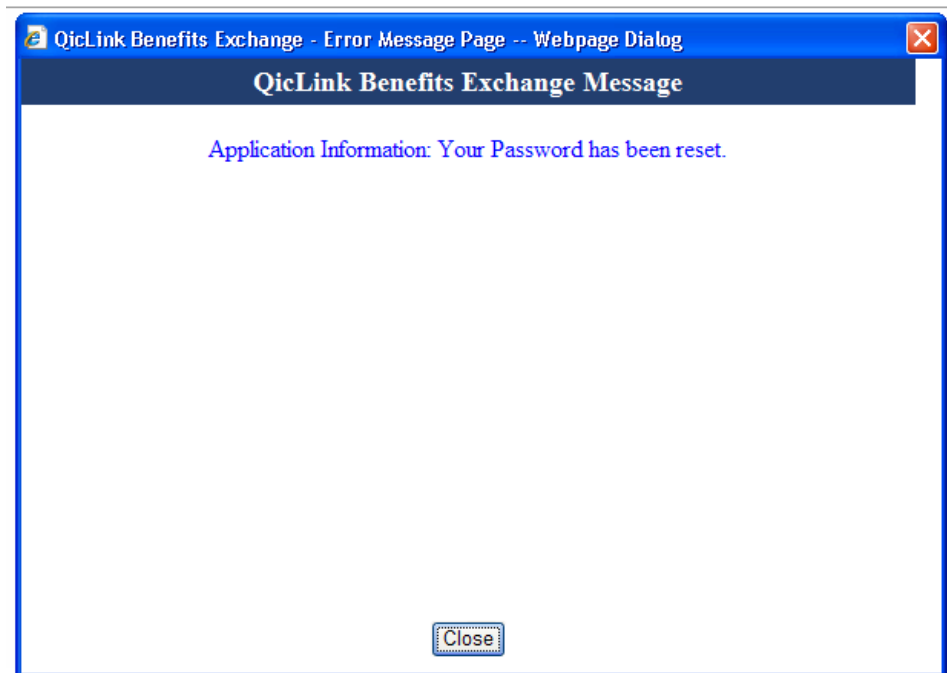 QicLink Benefits Exchange - Error Message Page -- Webpage Dialog
QicLink Benefits Exchange Message
Application Information: Your Password has been reset.
Close